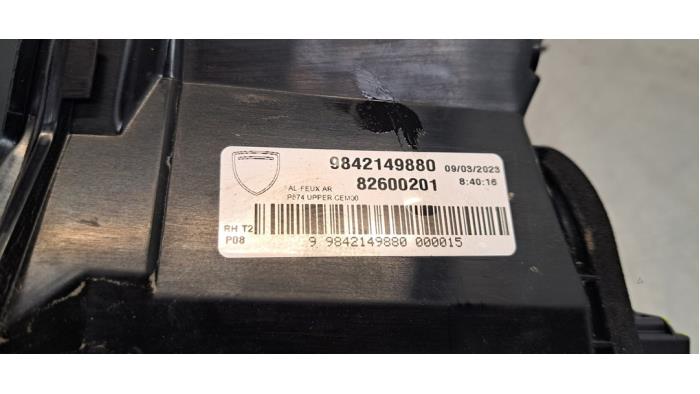 9842149880 09/03/2023
82600201 8:40:16
AL-FEUX AR
P674 UPPER GEM00
RH T2
P08
9 9842149880 000015